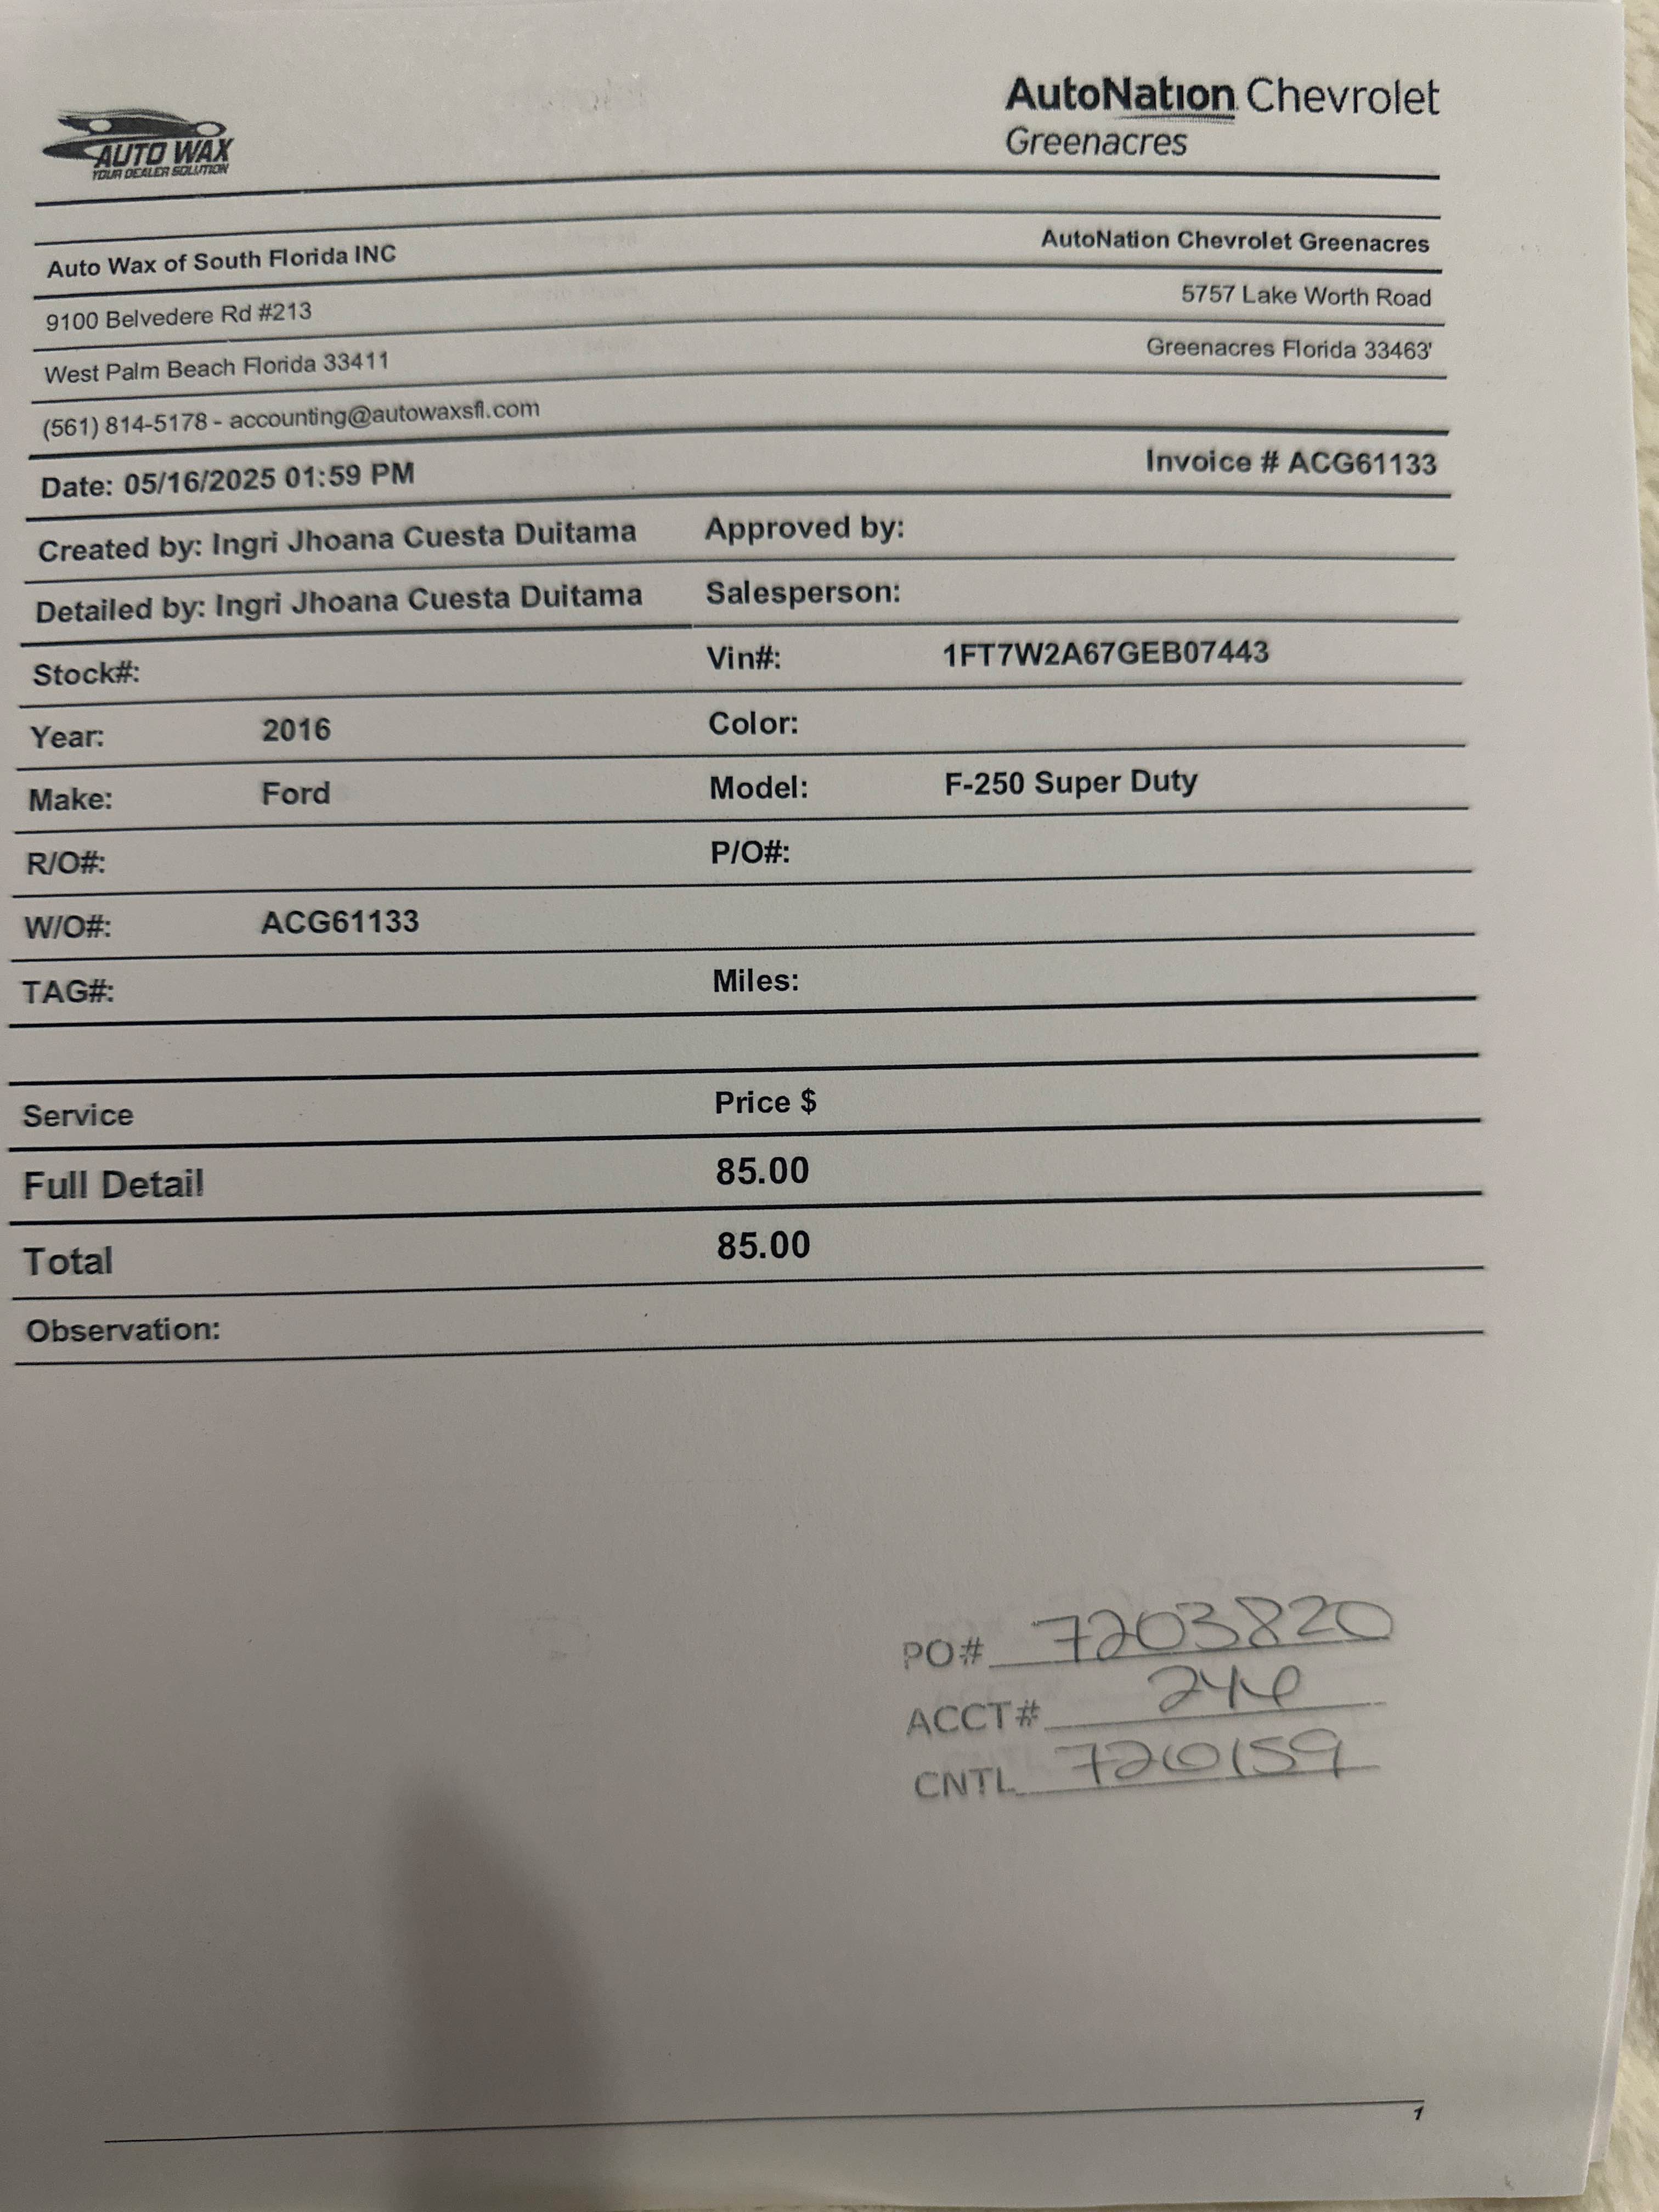 AUTO WAX
YOUR DEALER SOLUTION
AutoNation Chevrolet
Greenacres
Auto Wax of South Florida INC
AutoNation Chevrolet Greenacres
9100 Belvedere Rd #213
5757 Lake Worth Road
West Palm Beach Florida 33411
Greenacres Florida 33463'
(561) 814-5178 - accounting@autowaxsfl.com
Date: 05/16/2025 01:59 PM
Invoice # ACG61133
Created by: Ingri Jhoana Cuesta Duitama Approved by:
Detailed by: Ingri Jhoana Cuesta Duitama Salesperson:
Stock#: Vin#: 1FT7W2A67GEB07443
Year: 2016 Color:
Make: Ford Model: F-250 Super Duty
R/O#: P/O#:
W/O#: ACG61133
TAG#: Miles:
Service Price $
Full Detail 85.00
Total 85.00
Observation:
PO# 7203820
ACCT#
CNTL 720159
1